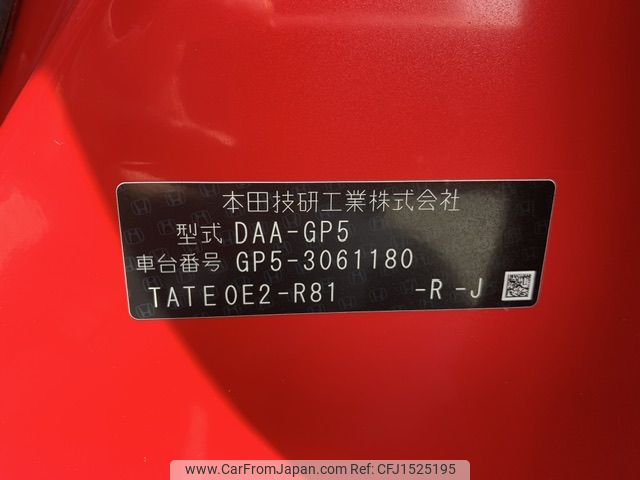 本田技研工業株式会社
型式 DAA-GP5
車台番号 GP5-3061180
TATE0E2-R81 -R -J
www.CarFromJapan.com - CFJ1525195